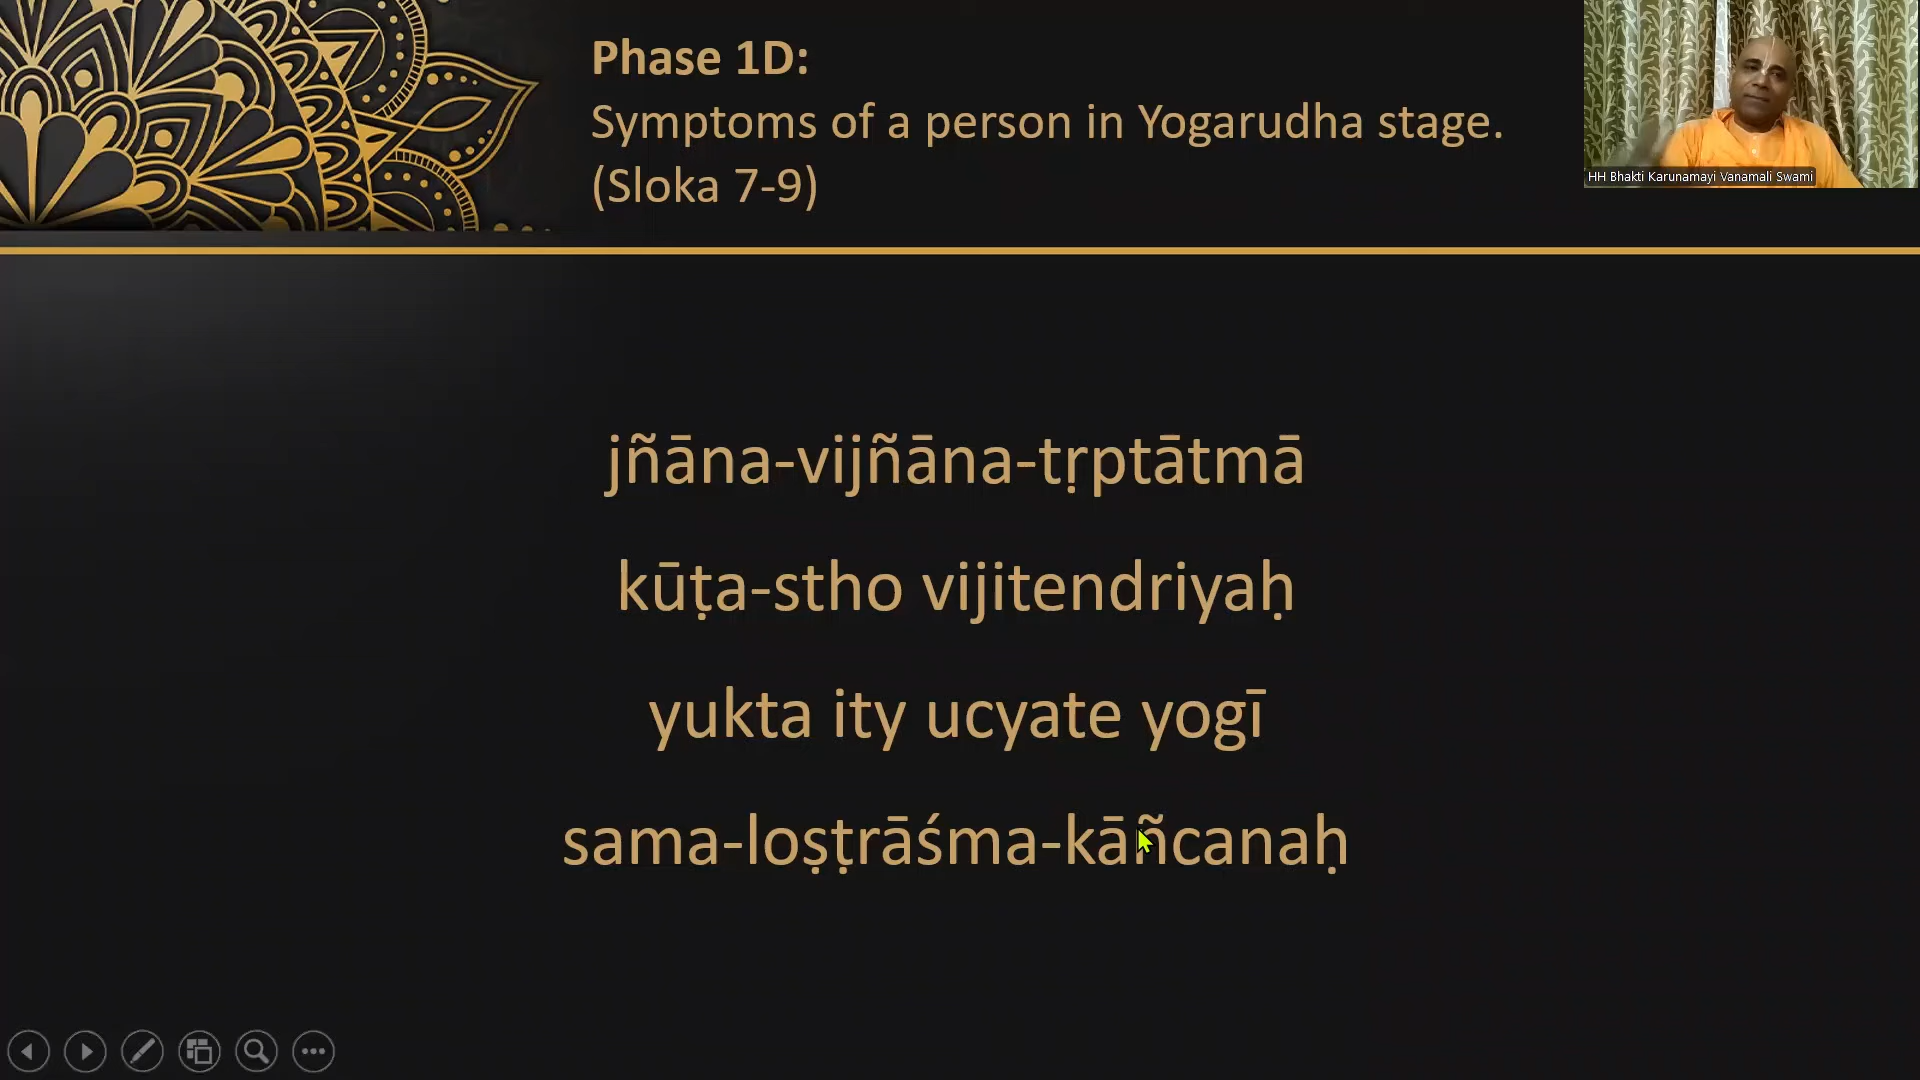 Phase 1D:
Symptoms of a person in Yogarudha stage.
(Sloka 7-9)
HH Bhakti Karunamayi Vanamali Swami
jñāna-vijñāna-tṛptātmā
kūṭa-stho vijitendriyaḥ
yukta ity ucyate yogī
sama-loṣṭrāśma-kāñcanaḥ